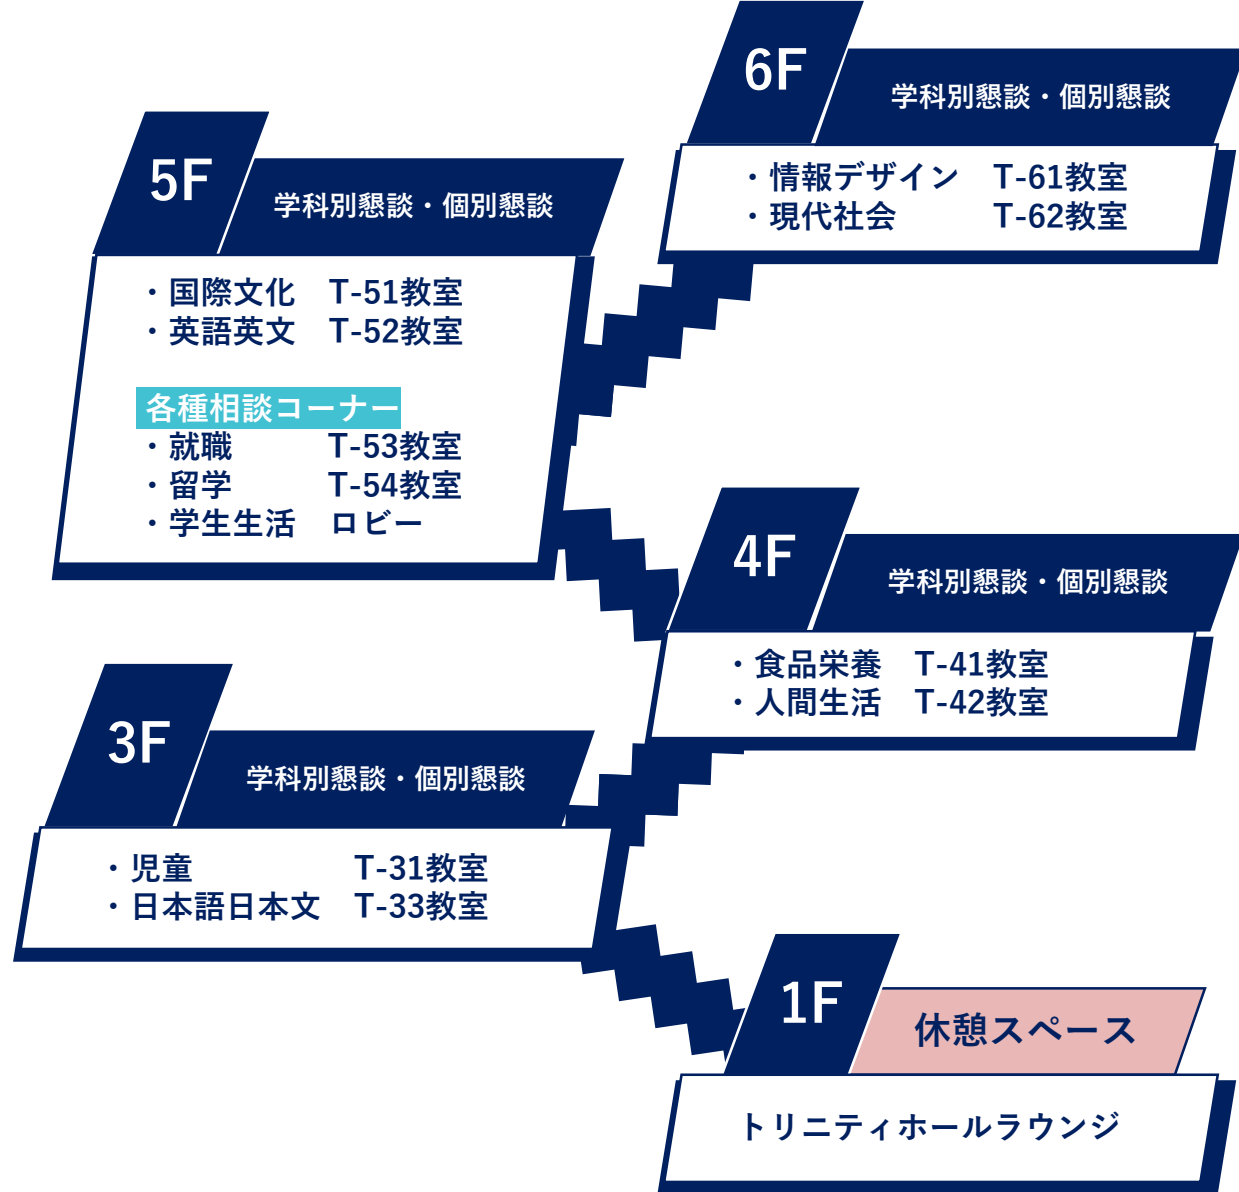 6F
学科別懇談・個別懇談
・情報デザイン　T-61教室
・現代社会　　　T-62教室
5F
学科別懇談・個別懇談
・国際文化　T-51教室
・英語英文　T-52教室
各種相談コーナー
・就職　　　T-53教室
・留学　　　T-54教室
・学生生活　ロビー
4F
学科別懇談・個別懇談
・食品栄養　T-41教室
・人間生活　T-42教室
3F
学科別懇談・個別懇談
・児童　　　　　T-31教室
・日本語日本文　T-33教室
1F
休憩スペース
トリニティホールラウンジ